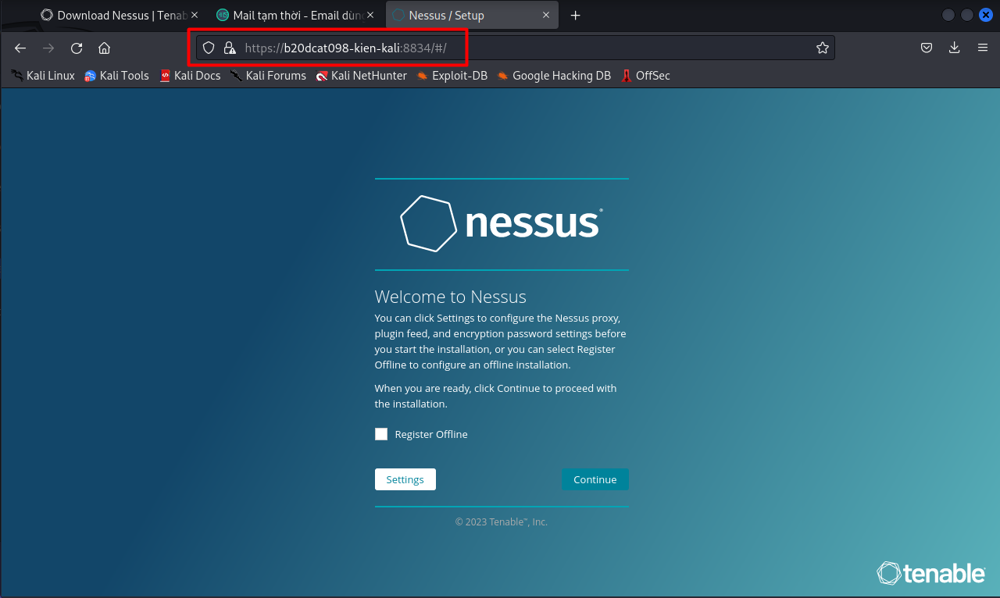 Download Nessus | Tenab
Mail tạm thời - Email dùng
Nessus / Setup
https://b20dcat098-kien-kali:8834/#/
Kali Linux
Kali Tools
Kali Docs
Kali Forums
Kali NetHunter
Exploit-DB
Google Hacking DB
OffSec
nessus®
Welcome to Nessus
You can click Settings to configure the Nessus proxy,
plugin feed, and encryption password settings before
you start the installation, or you can select Register
Offline to configure an offline installation.
When you are ready, click Continue to proceed with
the installation.
Register Offline
Settings
Continue
© 2023 Tenable™, Inc.
tenable